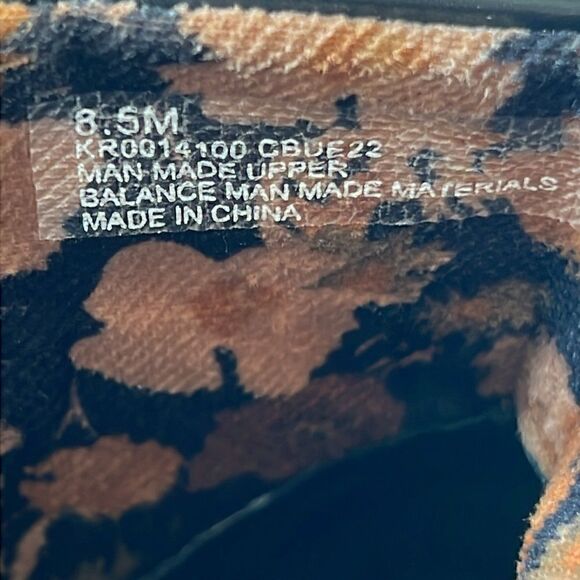 8.5M
KR0014100 CBUE22
MAN MADE UPPER
BALANCE MAN MADE MATERIALS
MADE IN CHINA